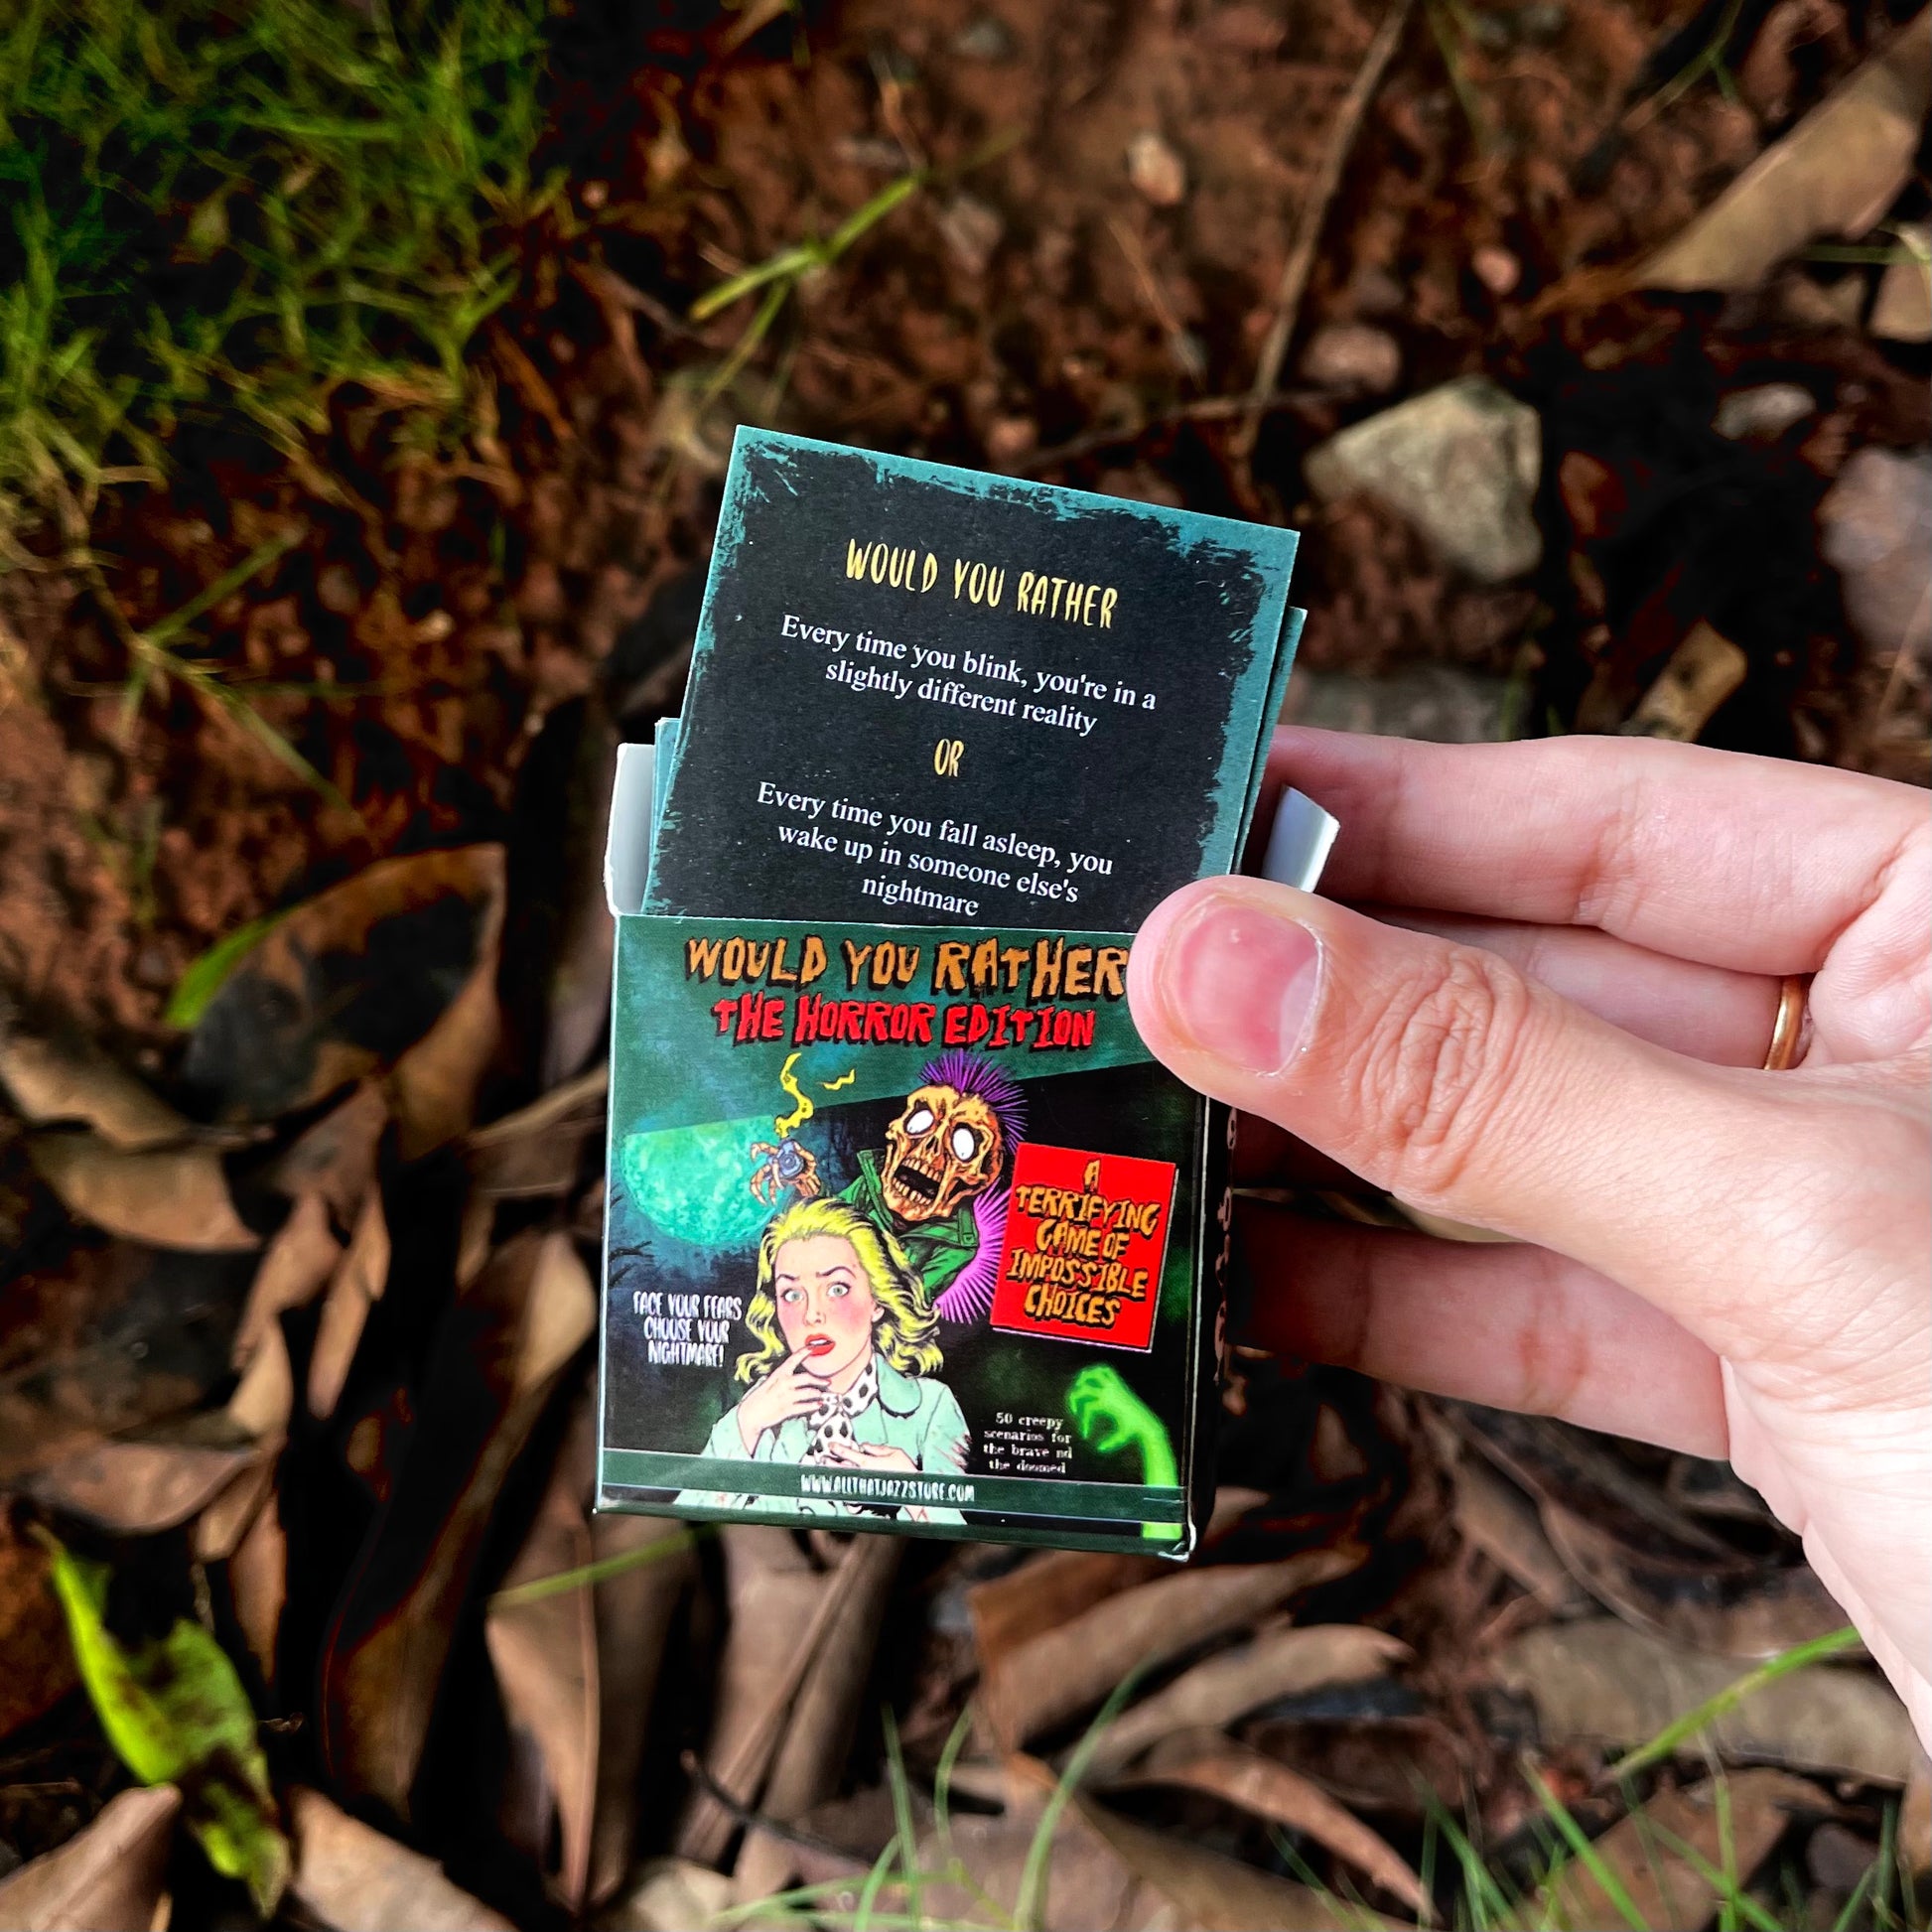 WOULD YOU RATHER
Every time you blink, you're in a
slightly different reality
OR
Every time you fall asleep, you
wake up in someone else's
nightmare
WOULD YOU RATHER
THE HORROR EDITION
A
TERRIFYING
GAME OF
IMPOSSIBLE
CHOICES
FACE YOUR FEARS
CHOOSE YOUR
NIGHTMARE!
50 creepy
scenarios for
the brave nd
the doomed
WWW.ALLTHATJAZZSTORE.COM